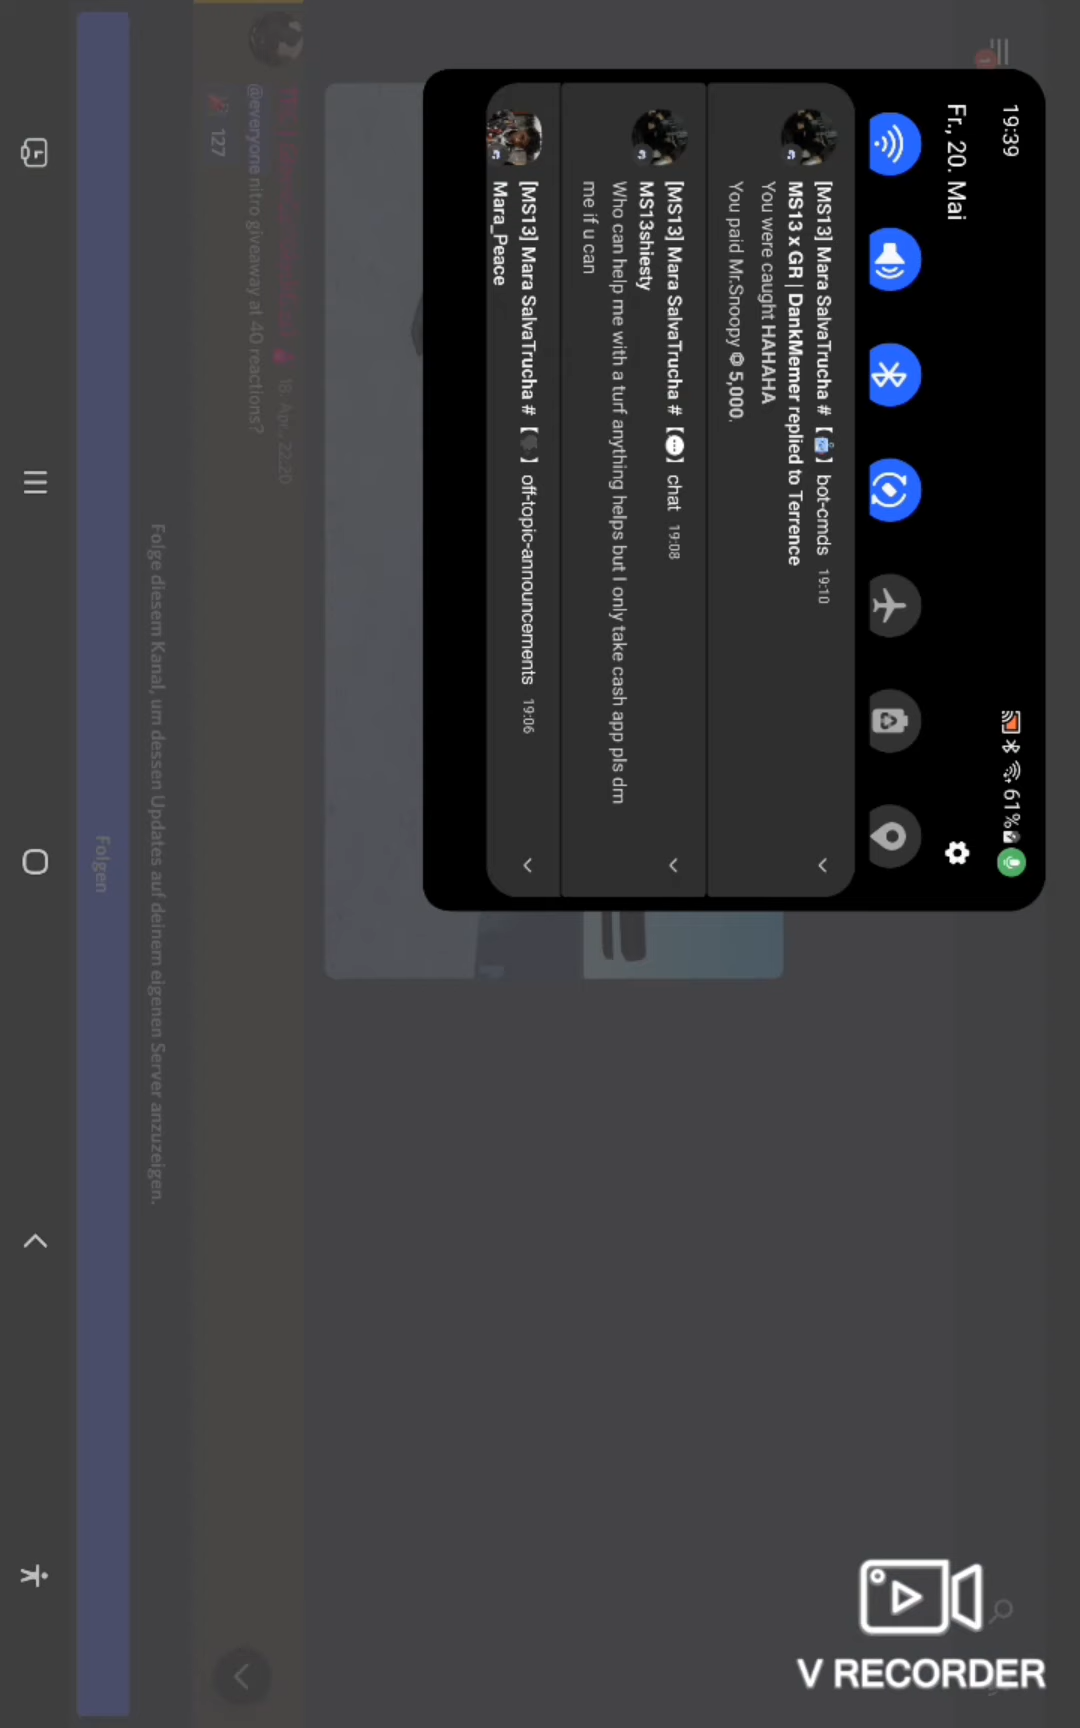 19:39
61%
Fr., 20. Mai
[MS13] Mara SalvaTrucha # 【🤖】 bot-cmds 19:10
MS13 x GR | DankMemer replied to Terrence
You were caught HAHAHA
You paid Mr.Snoopy ⏣ 5,000.
[MS13] Mara SalvaTrucha # 【💬】 chat 19:08
MS13shiesty
Who can help me with a turf anything helps but I only take cash app pls dm
me if u can
[MS13] Mara SalvaTrucha # 【🗣】 off-topic-announcements 19:06
Mara_Peace
18. Apr., 22:20
@everyone nitro giveaway at 40 reactions?
127
Folge diesem Kanal, um dessen Updates auf deinem eigenen Server anzuzeigen.
Folgen
V RECORDER